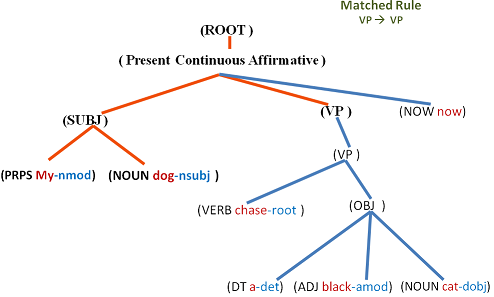 Matched Rule
VP → VP
(ROOT)
( Present Continuous Affirmative )
(SUBJ)
(VP )
(NOW now)
(PRPS My-nmod) (NOUN dog-nsubj )
(VP )
(VERB chase-root )
(OBJ )
(DT a-det) (ADJ black-amod) (NOUN cat-dobj)